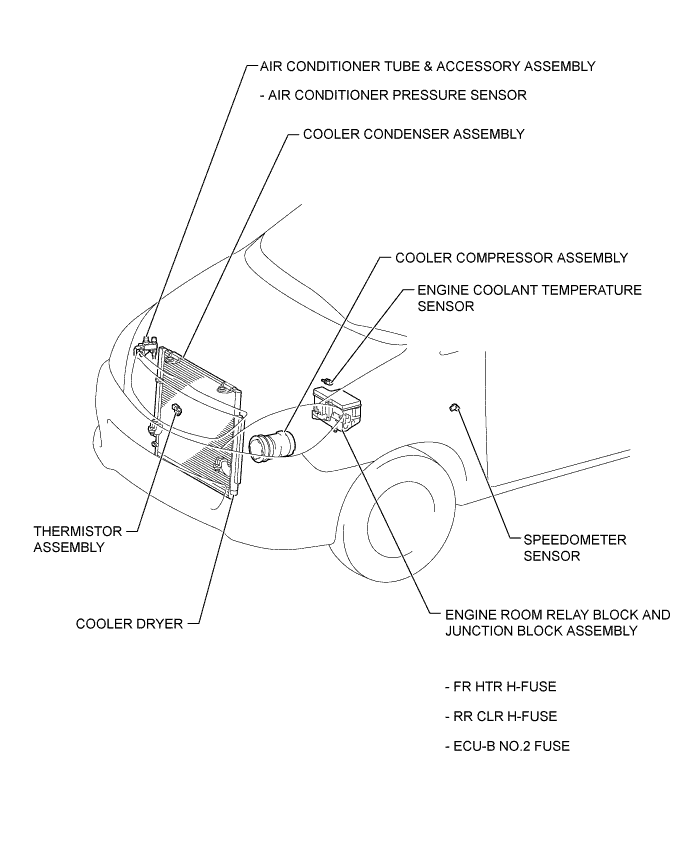 AIR CONDITIONER TUBE & ACCESSORY ASSEMBLY
- AIR CONDITIONER PRESSURE SENSOR
COOLER CONDENSER ASSEMBLY
COOLER COMPRESSOR ASSEMBLY
ENGINE COOLANT TEMPERATURE
SENSOR
THERMISTOR
ASSEMBLY
SPEEDOMETER
SENSOR
COOLER DRYER
ENGINE ROOM RELAY BLOCK AND
JUNCTION BLOCK ASSEMBLY
- FR HTR H-FUSE
- RR CLR H-FUSE
- ECU-B NO.2 FUSE